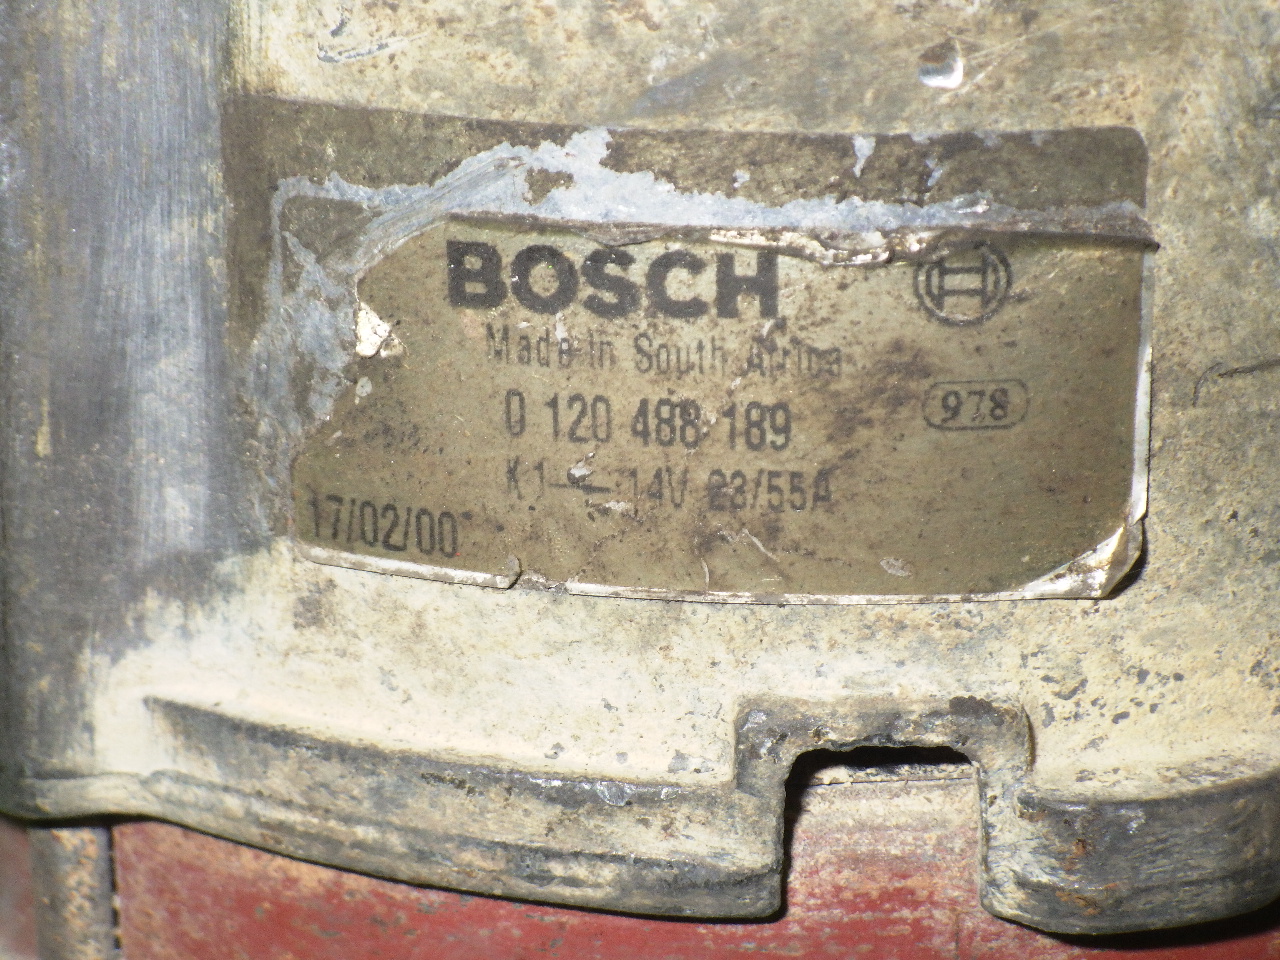 BOSCH
Made in South Africa
0 120 488 189
978
K1 14V 23/55A
17/02/00